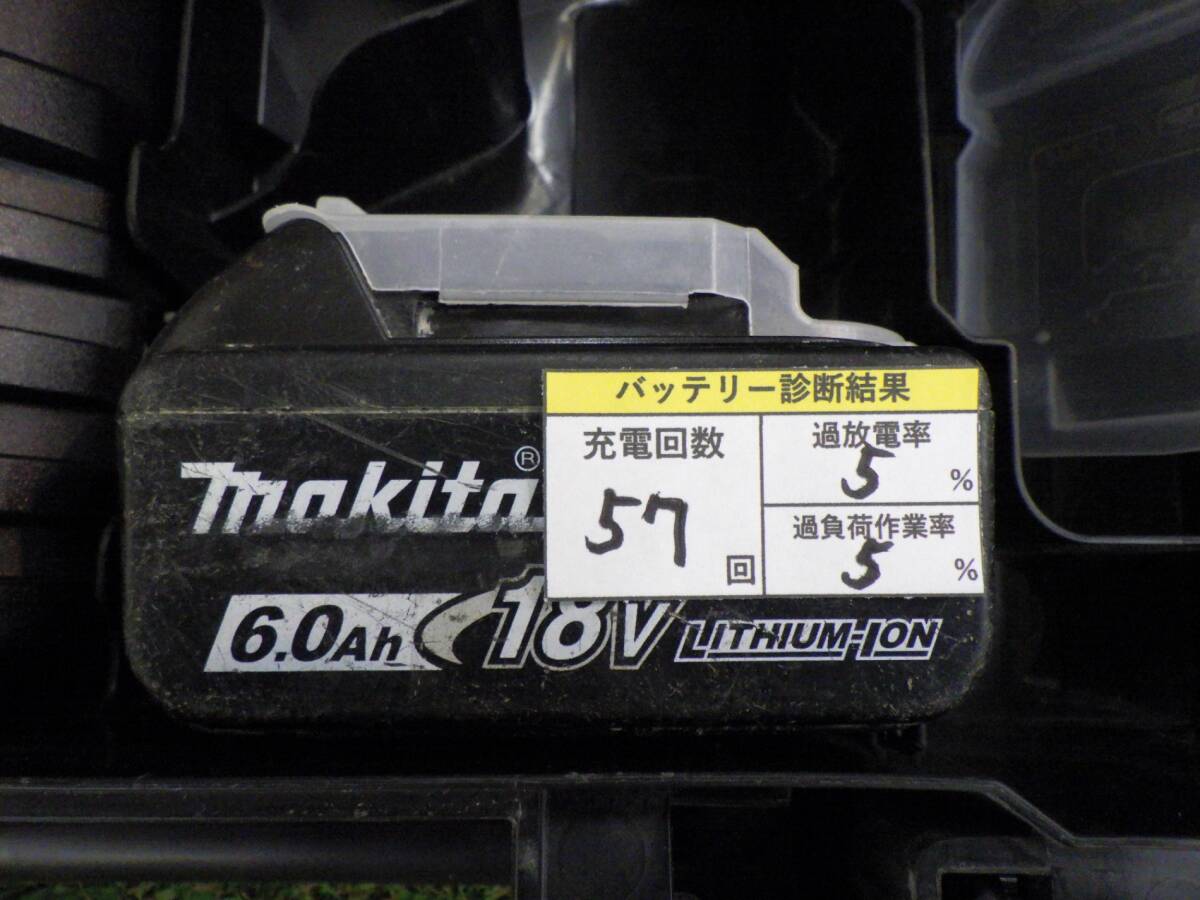 バッテリー診断結果
充電回数
57
回
過放電率
5 %
過負荷作業率
5 %
makita®
6.0Ah 18V LITHIUM-ION